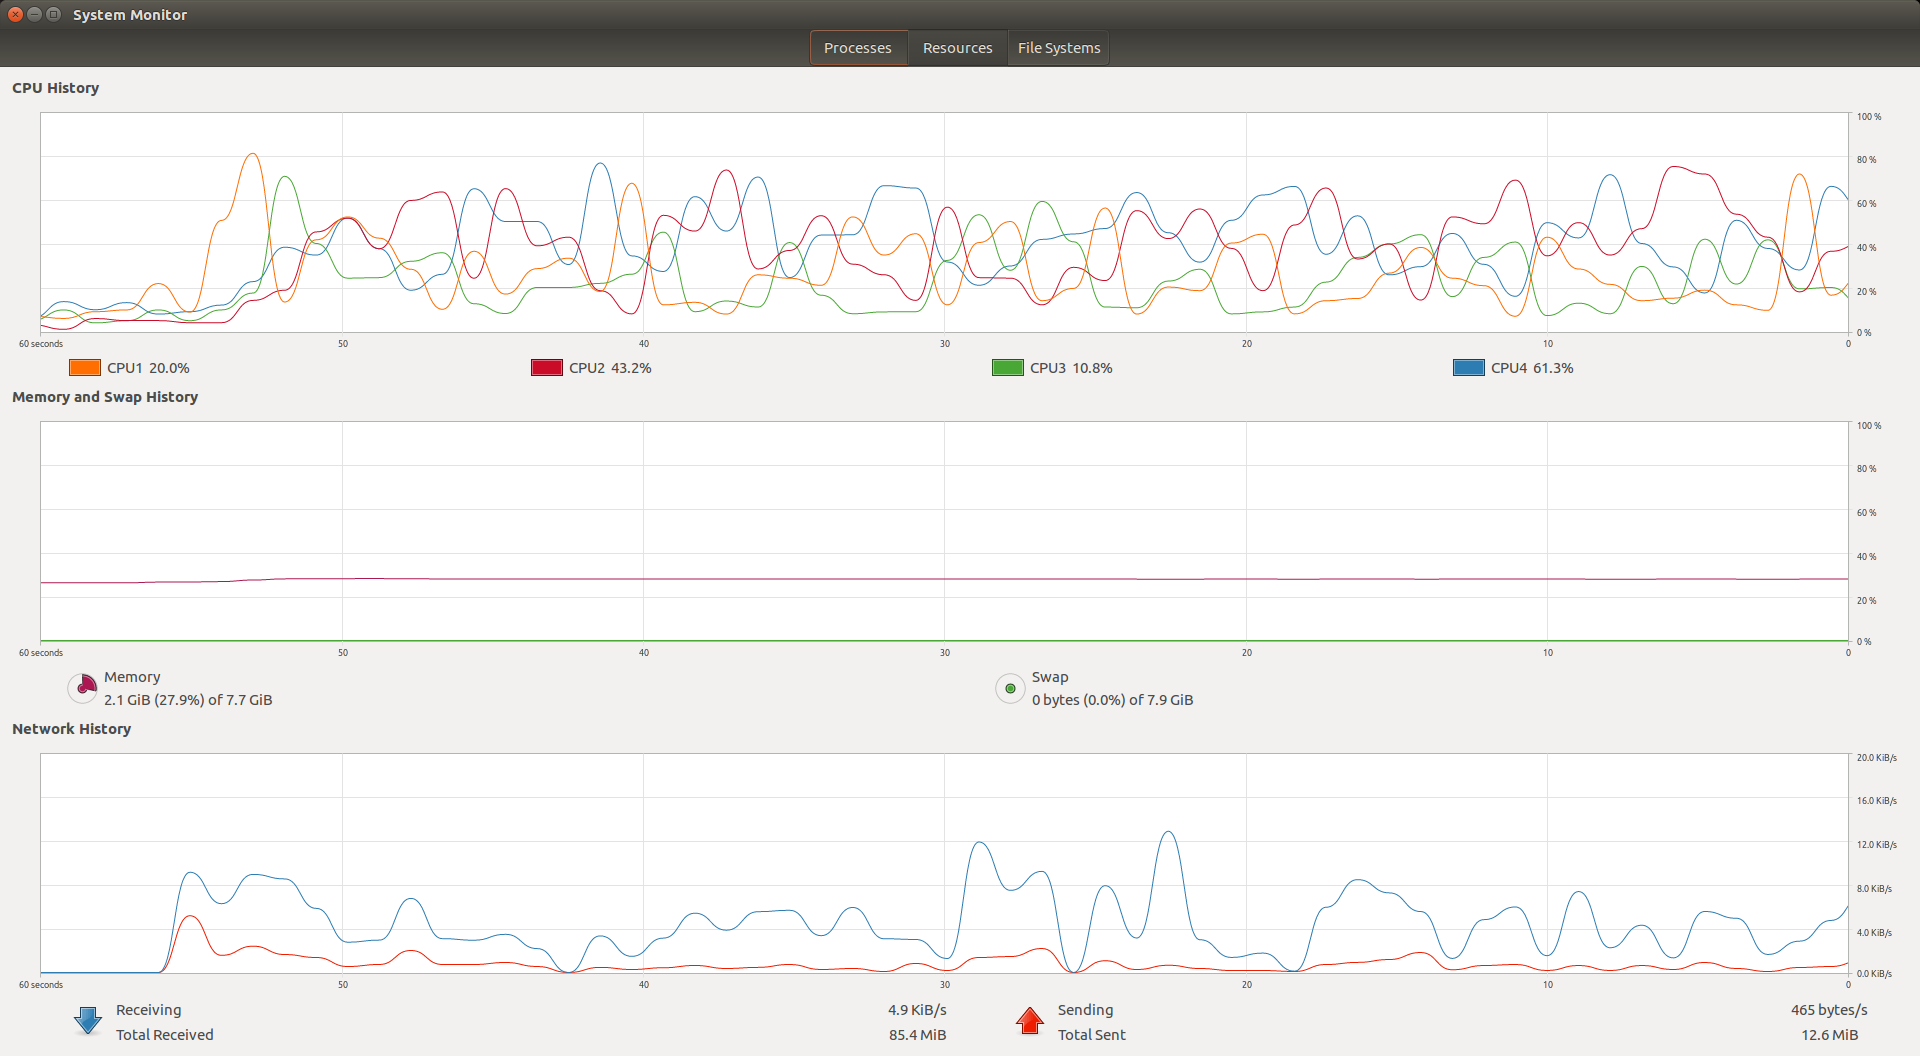 System Monitor
Processes Resources File Systems
CPU History
100 %
80 %
60 %
40 %
20 %
0 %
60 seconds 50 40 30 20 10 0
CPU1 20.0% CPU2 43.2% CPU3 10.8% CPU4 61.3%
Memory and Swap History
100 %
80 %
60 %
40 %
20 %
0 %
60 seconds 50 40 30 20 10 0
Memory Swap
2.1 GiB (27.9%) of 7.7 GiB 0 bytes (0.0%) of 7.9 GiB
Network History
20.0 KiB/s
16.0 KiB/s
12.0 KiB/s
8.0 KiB/s
4.0 KiB/s
0.0 KiB/s
60 seconds 50 40 30 20 10 0
Receiving 4.9 KiB/s Sending 465 bytes/s
Total Received 85.4 MiB Total Sent 12.6 MiB